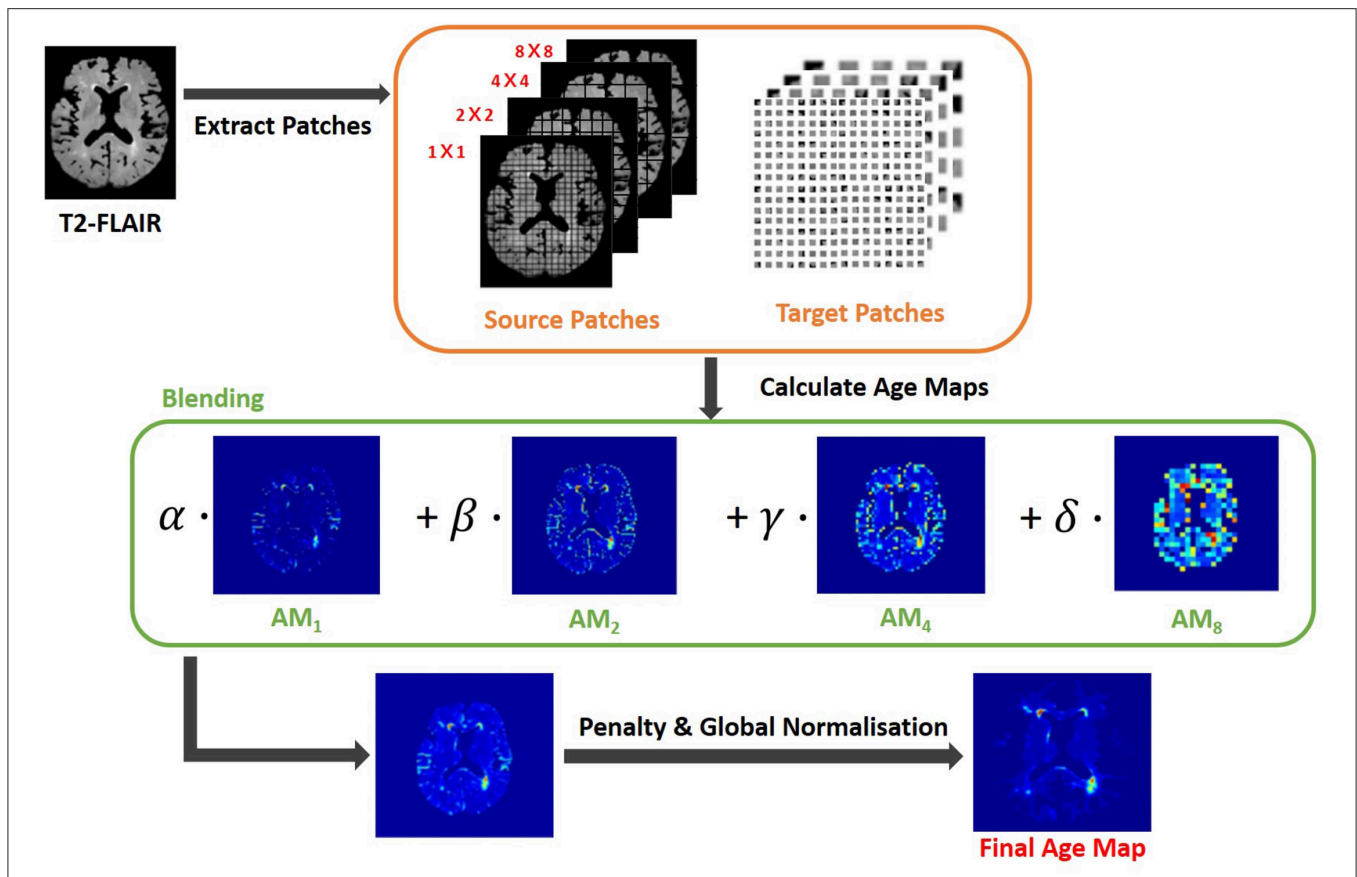 T2-FLAIR
Extract Patches
8 X 8
4 X 4
2 X 2
1 X 1
Source Patches
Target Patches
Calculate Age Maps
Blending
α · + β · + γ · + δ ·
AM₁ AM₂ AM₄ AM₈
Penalty & Global Normalisation
Final Age Map